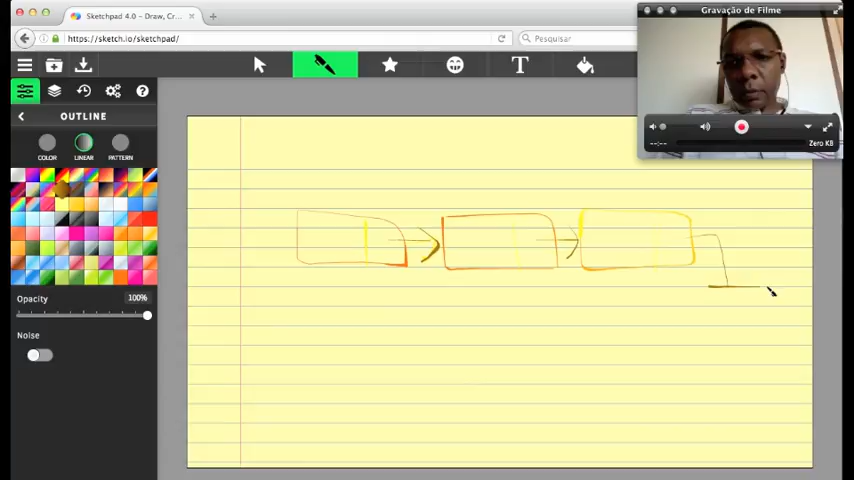 Sketchpad 4.0 - Draw, Cr...
Gravação de Filme
https://sketch.io/sketchpad/
Pesquisar
T
OUTLINE
COLOR
LINEAR
PATTERN
--:--
Zero KB
Opacity
100%
Noise